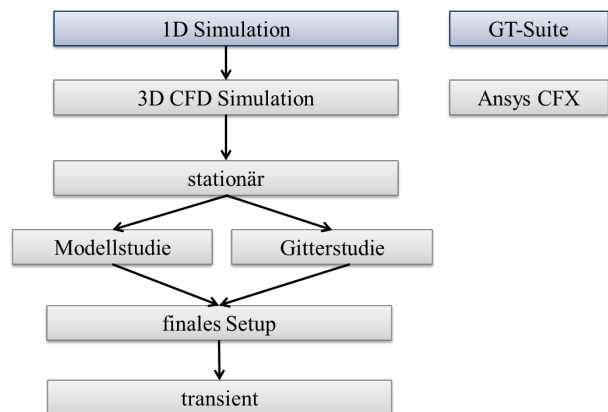 1D Simulation
GT-Suite
3D CFD Simulation
Ansys CFX
stationär
Modellstudie
Gitterstudie
finales Setup
transient